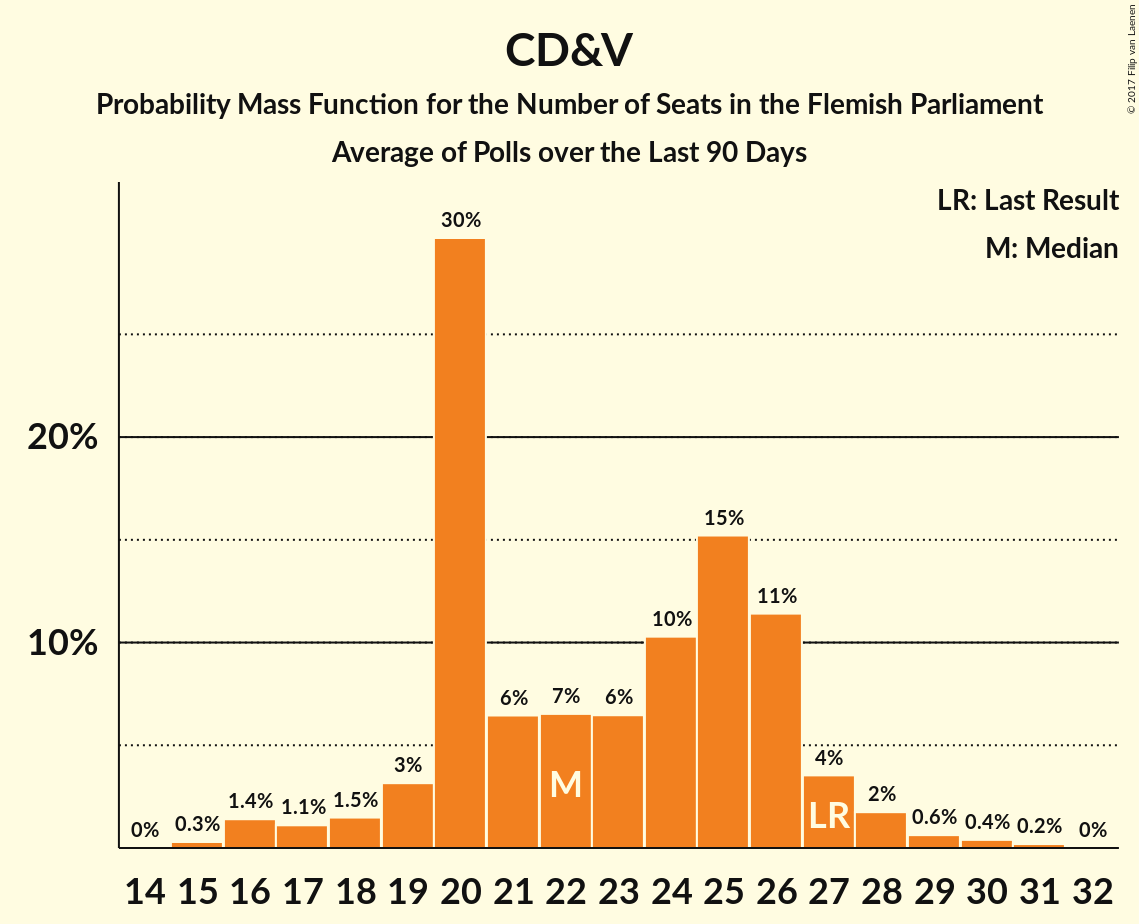 CD&V
Probability Mass Function for the Number of Seats in the Flemish Parliament
Average of Polls over the Last 90 Days
© 2017 Filip van Laenen
LR: Last Result
M: Median
20%
10%
0% 0.3% 1.4% 1.1% 1.5% 3% 30% 6% 7% 6% 10% 15% 11% 4% 2% 0.6% 0.4% 0.2% 0%
M
LR
14 15 16 17 18 19 20 21 22 23 24 25 26 27 28 29 30 31 32